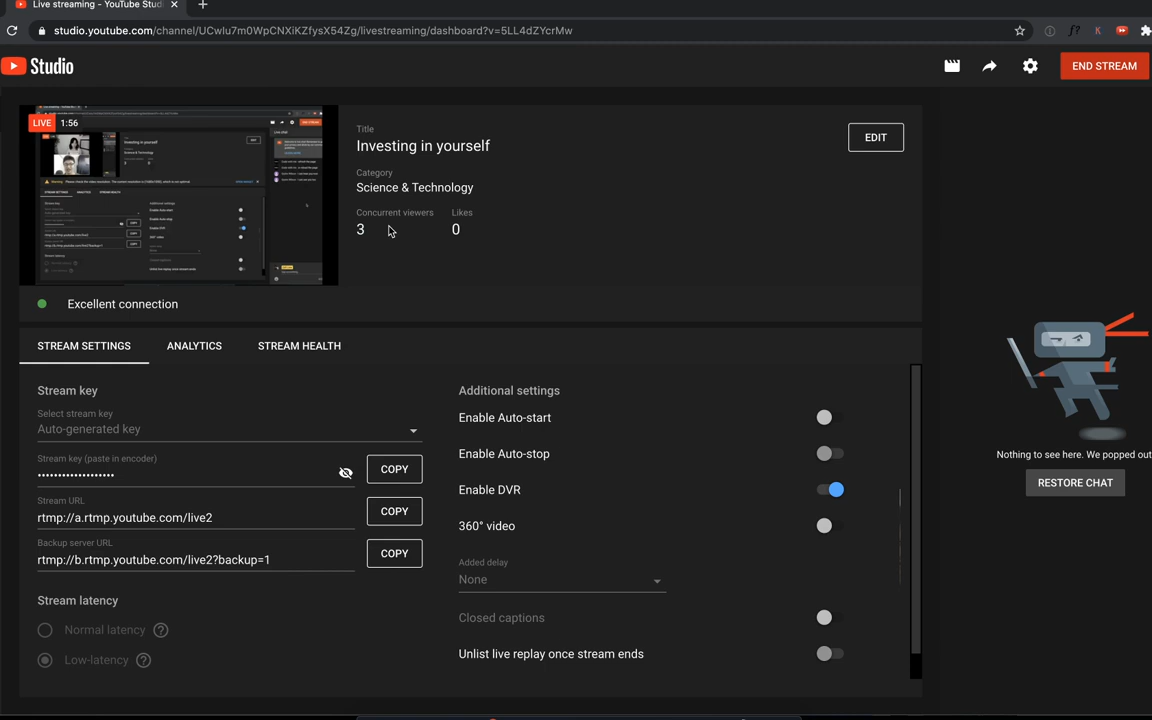 Live streaming - YouTube Studi
studio.youtube.com/channel/UCwlu7m0WpCNXiKZfysX54Zg/livestreaming/dashboard?v=5LL4dZYcrMw
Studio
END STREAM
LIVE 1:56
Title
Investing in yourself
EDIT
Category
Science & Technology
Concurrent viewers Likes
3 0
Excellent connection
STREAM SETTINGS ANALYTICS STREAM HEALTH
Stream key
Select stream key
Auto-generated key
Stream key (paste in encoder)
COPY
Stream URL
rtmp://a.rtmp.youtube.com/live2
COPY
Backup server URL
rtmp://b.rtmp.youtube.com/live2?backup=1
COPY
Stream latency
Normal latency
Low-latency
Additional settings
Enable Auto-start
Enable Auto-stop
Enable DVR
360° video
Added delay
None
Closed captions
Unlist live replay once stream ends
Nothing to see here. We popped out
RESTORE CHAT